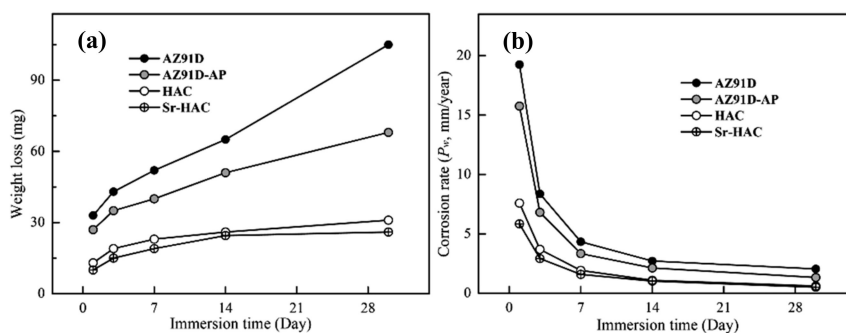 (a)
AZ91D
AZ91D-AP
HAC
Sr-HAC
90
60
30
0
Weight loss (mg)
0 7 14 21 28
Immersion time (Day)
(b)
AZ91D
AZ91D-AP
HAC
Sr-HAC
20
15
10
5
0
Corrosion rate (Pw, mm/year)
0 7 14 21 28
Immersion time (Day)